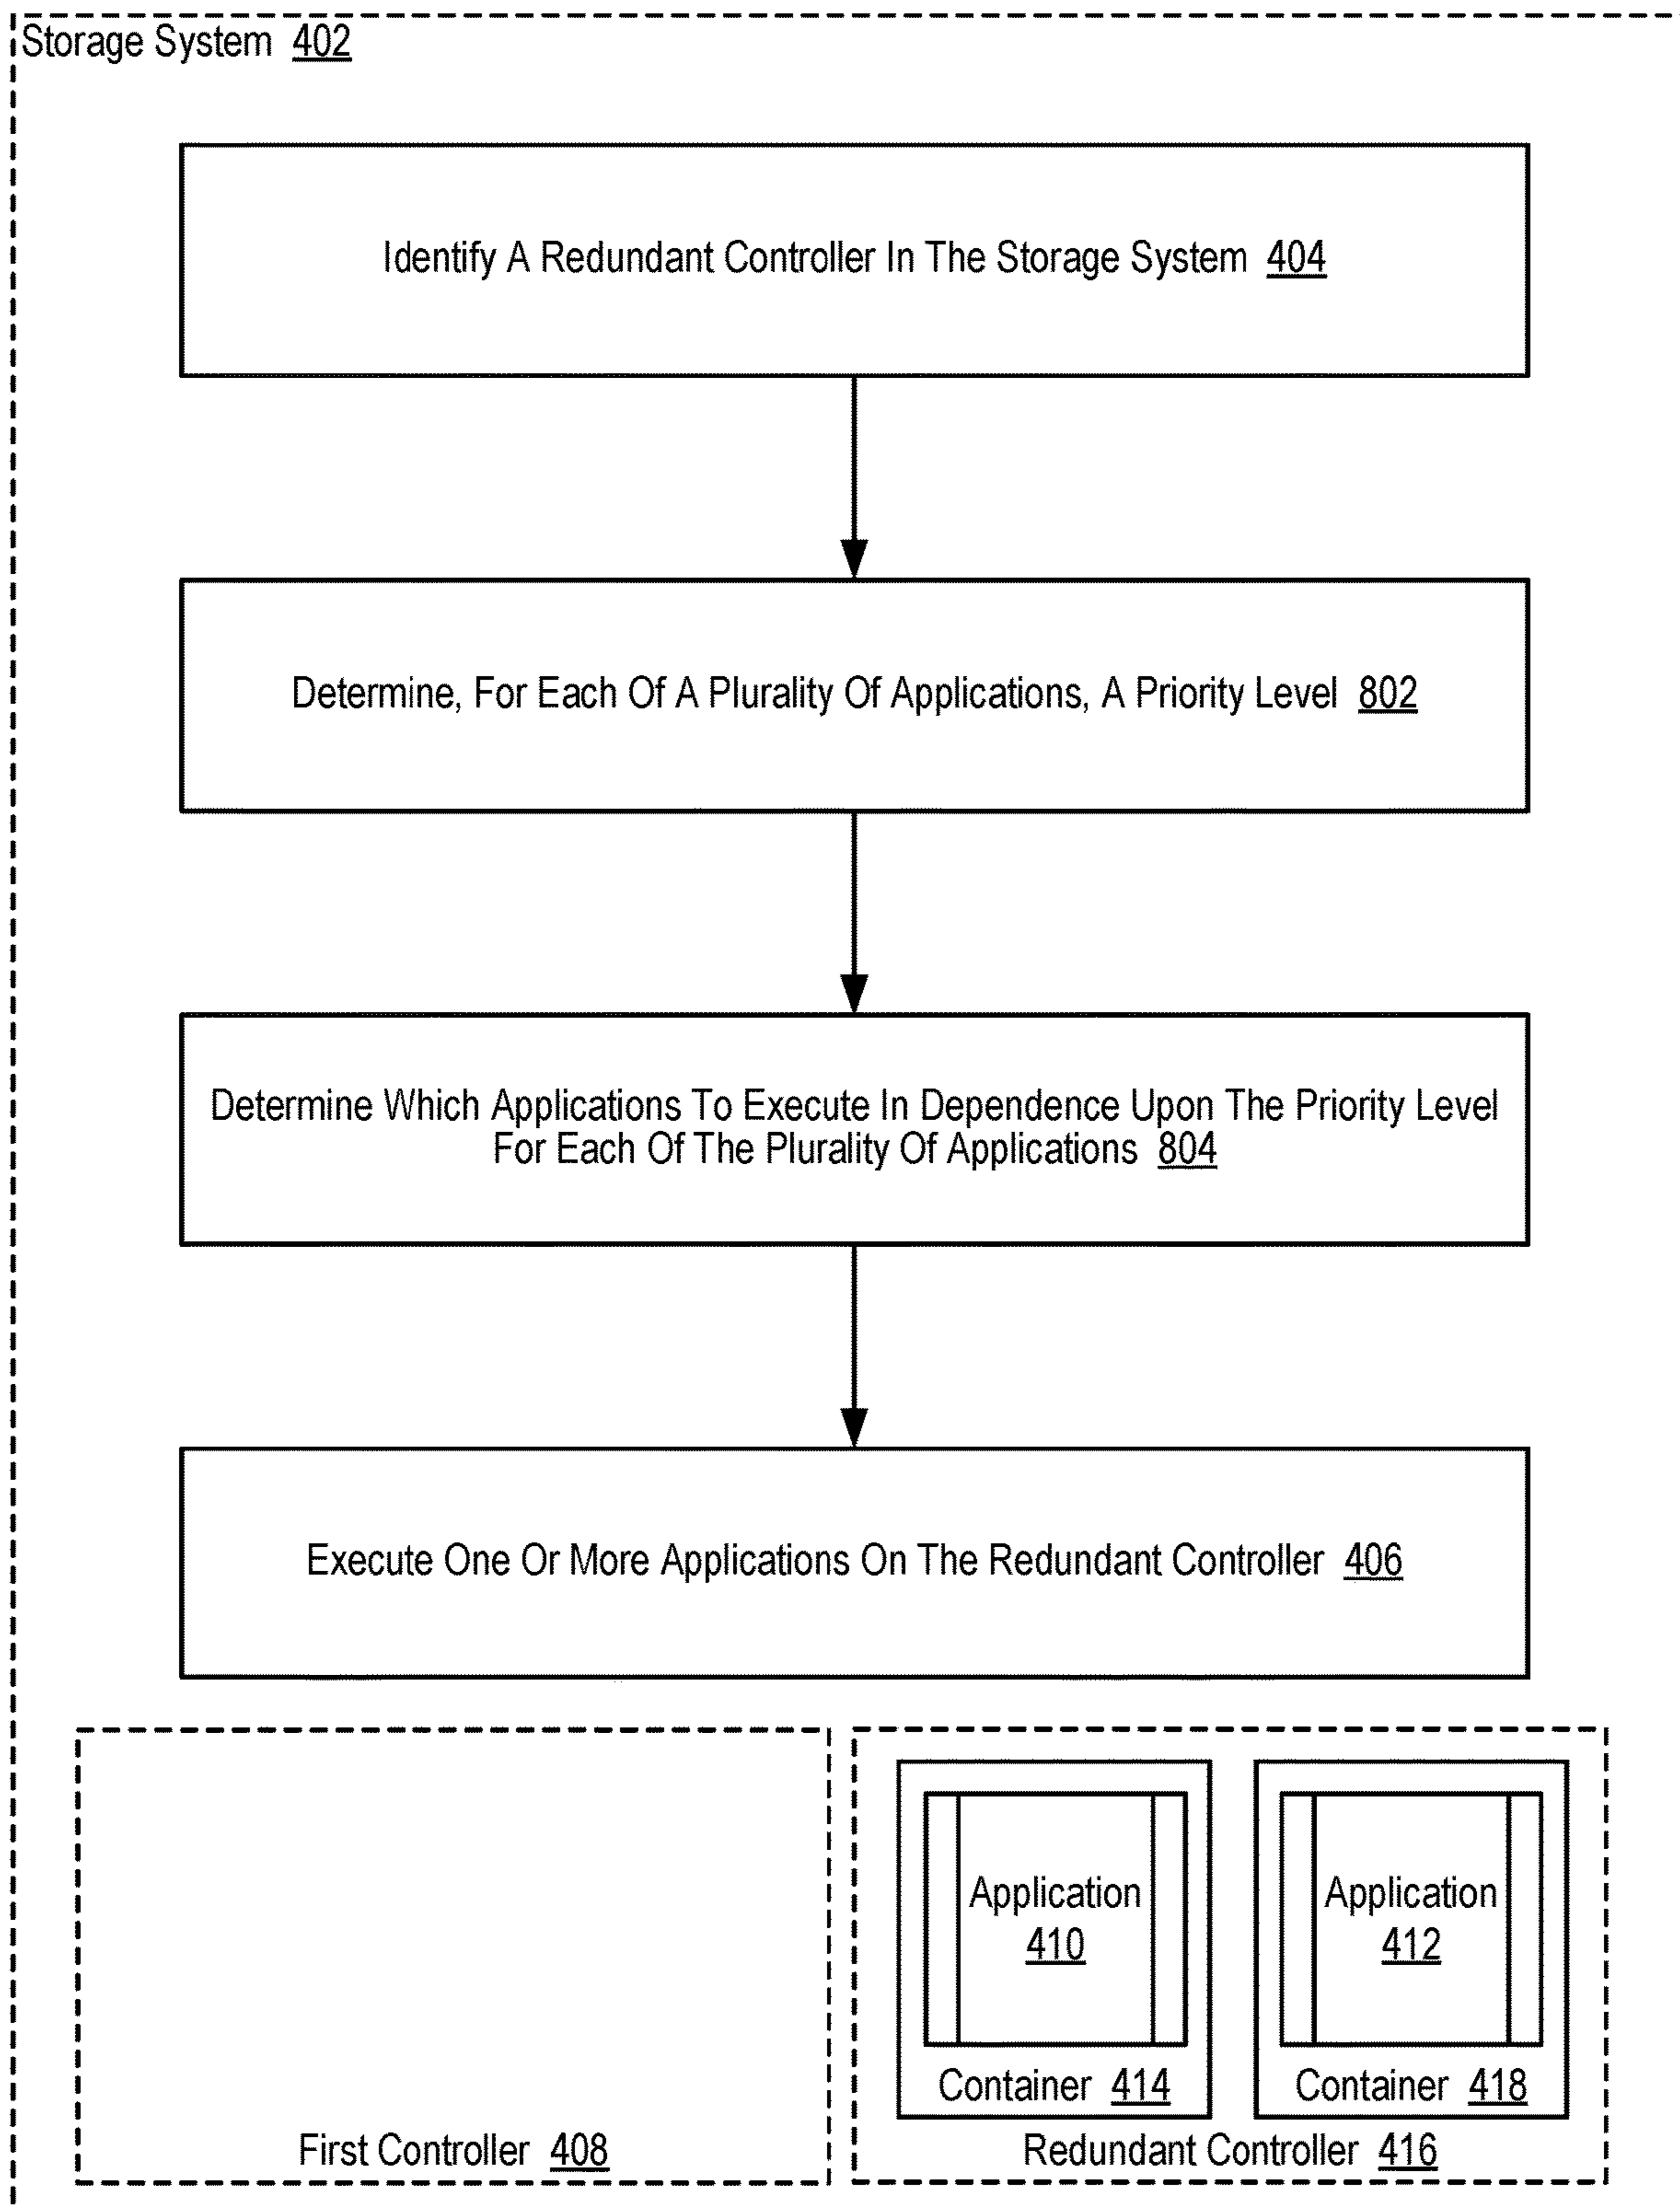 Storage System 402
Identify A Redundant Controller In The Storage System 404
Determine, For Each Of A Plurality Of Applications, A Priority Level 802
Determine Which Applications To Execute In Dependence Upon The Priority Level
For Each Of The Plurality Of Applications 804
Execute One Or More Applications On The Redundant Controller 406
Application
410
Container 414
Application
412
Container 418
First Controller 408
Redundant Controller 416